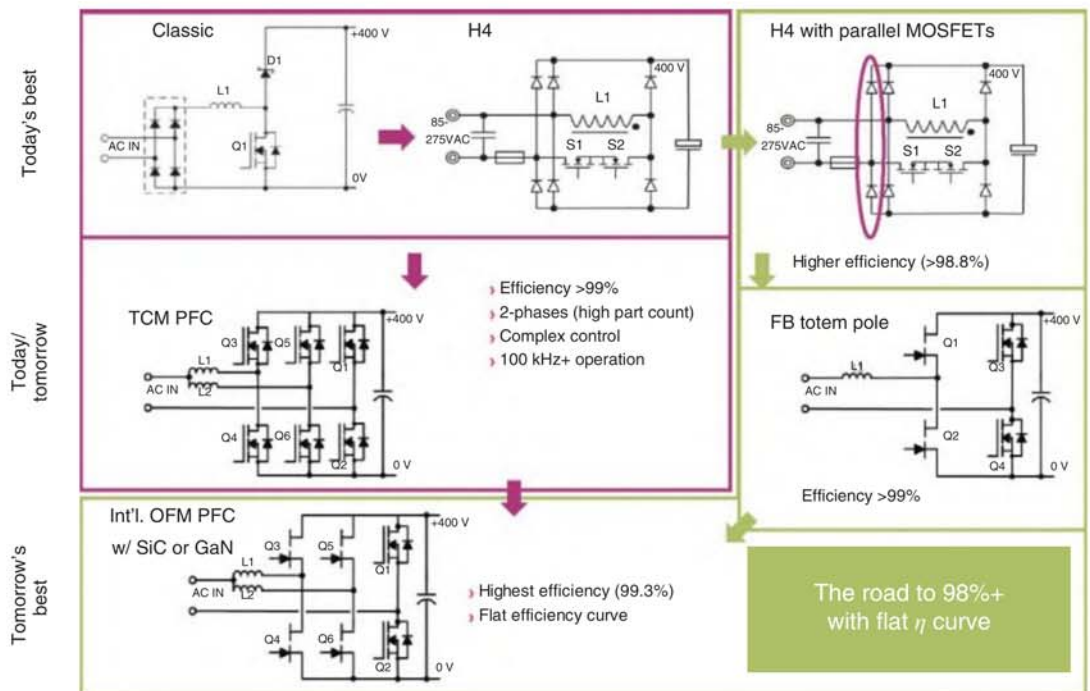 Today's best
Classic
+400 V
D1
L1
AC IN
Q1
0V
H4
400 V
L1
85-
275VAC
S1 S2
H4 with parallel MOSFETs
400 V
L1
85-
275VAC
S1 S2
Higher efficiency (>98.8%)
Today/
tomorrow
TCM PFC
+400 V
Q3 Q5 Q1
L1
AC IN
L2
Q4 Q6 Q2
0 V
› Efficiency >99%
› 2-phases (high part count)
› Complex control
› 100 kHz+ operation
FB totem pole
+400 V
Q1
Q3
L1
AC IN
Q2
Q4
0 V
Efficiency >99%
Tomorrow's
best
Int'l. OFM PFC
w/ SiC or GaN
+400 V
Q3 Q5 Q1
L1
AC IN
L2
Q4 Q6 Q2
0 V
› Highest efficiency (99.3%)
› Flat efficiency curve
The road to 98%+
with flat η curve